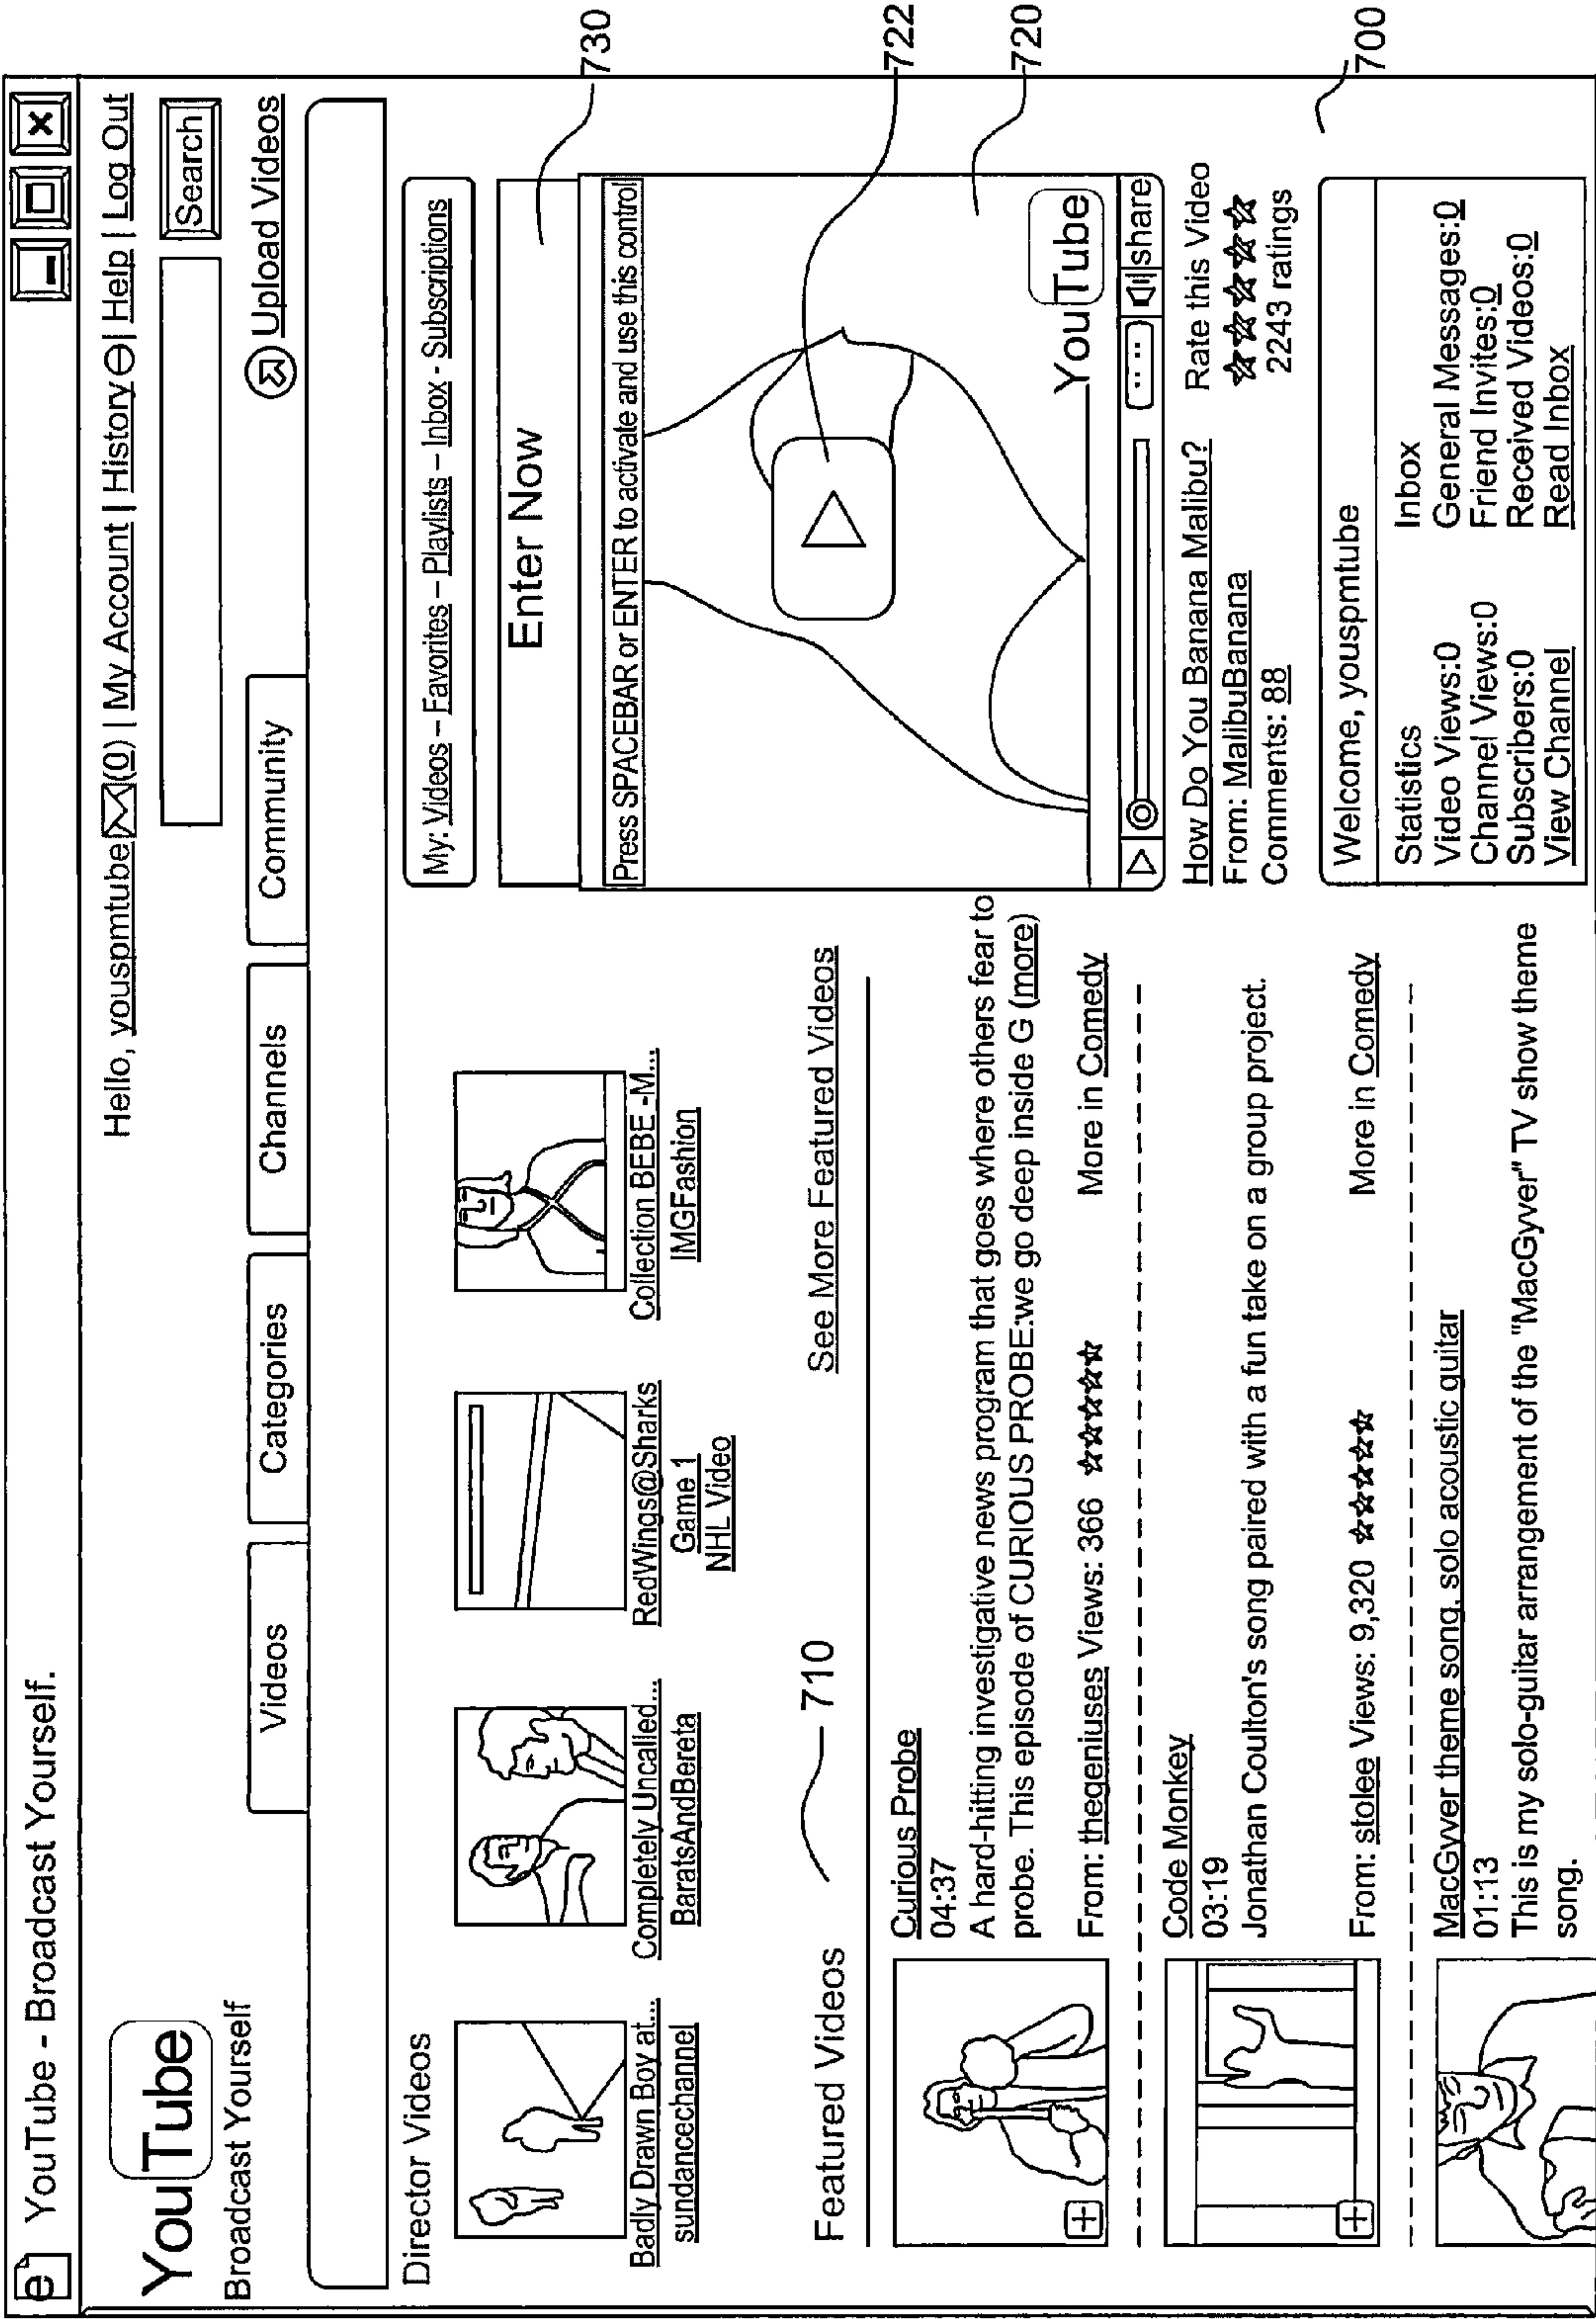 YouTube - Broadcast Yourself.
YouTube
Broadcast Yourself
Hello, youspmtube (0) | My Account | History | Help | Log Out
Search
Upload Videos
Videos
Categories
Channels
Community
Director Videos
Badly Drawn Boy at...
sundancechannel
Completely Uncalled...
BaratsAndBereta
RedWings@Sharks
Game 1
NHL Video
Collection BEBE -M...
IMGFashion
My: Videos – Favorites – Playlists – Inbox - Subscriptions
Enter Now
730
Press SPACEBAR or ENTER to activate and use this control
722
YouTube
720
share
How Do You Banana Malibu?
From: MalibuBanana
Comments: 88
Rate this Video
2243 ratings
700
Welcome, youspmtube
Statistics
Video Views:0
Channel Views:0
Subscribers:0
View Channel
Inbox
General Messages:0
Friend Invites:0
Received Videos:0
Read Inbox
Featured Videos
710
See More Featured Videos
Curious Probe
04:37
A hard-hitting investigative news program that goes where others fear to
probe. This episode of CURIOUS PROBE:we go deep inside G (more)
From: thegeniuses Views: 366
More in Comedy
Code Monkey
03:19
Jonathan Coulton's song paired with a fun take on a group project.
From: stolee Views: 9,320
More in Comedy
MacGyver theme song, solo acoustic guitar
01:13
This is my solo-guitar arrangement of the "MacGyver" TV show theme
song.